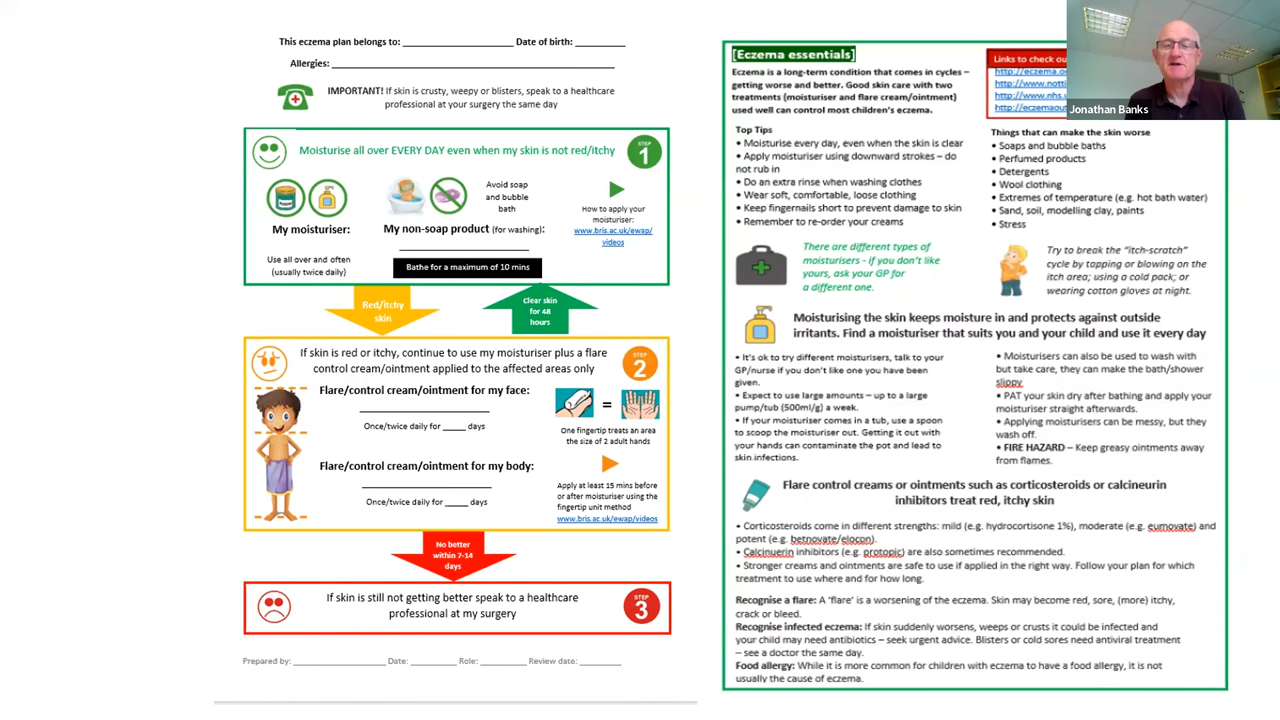 This eczema plan belongs to: ____________________ Date of birth: _________
Allergies: __________________________________________________
IMPORTANT! If skin is crusty, weepy or blisters, speak to a healthcare
professional at your surgery the same day
Moisturise all over EVERY DAY even when my skin is not red/itchy
STEP
1
My moisturiser:
Use all over and often
(usually twice daily)
Avoid soap
and bubble
bath
My non-soap product (for washing):
_______________________
Bathe for a maximum of 10 mins
How to apply your
moisturiser:
www.bris.ac.uk/ewap/
videos
Red/itchy
skin
Clear skin
for 48
hours
If skin is red or itchy, continue to use my moisturiser plus a flare
control cream/ointment applied to the affected areas only
STEP
2
Flare/control cream/ointment for my face:
_______________________
Once/twice daily for _____ days
=
One fingertip treats an area
the size of 2 adult hands
Flare/control cream/ointment for my body:
_______________________
Once/twice daily for _____ days
Apply at least 15 mins before
or after moisturiser using the
fingertip unit method
www.bris.ac.uk/ewap/videos
No better
within 7-14
days
If skin is still not getting better speak to a healthcare
professional at my surgery
STEP
3
Prepared by: __________________ Date: _________ Role: _________ Review date: ________
[Eczema essentials]
Eczema is a long-term condition that comes in cycles –
getting worse and better. Good skin care with two
treatments (moisturiser and flare cream/ointment)
used well can control most children's eczema.
Links to check ou
http://eczema.o
http://www.notti
http://www.nhs.
http://eczemaou
Jonathan Banks
Top Tips
• Moisturise every day, even when the skin is clear
• Apply moisturiser using downward strokes – do
not rub in
• Do an extra rinse when washing clothes
• Wear soft, comfortable, loose clothing
• Keep fingernails short to prevent damage to skin
• Remember to re-order your creams
Things that can make the skin worse
• Soaps and bubble baths
• Perfumed products
• Detergents
• Wool clothing
• Extremes of temperature (e.g. hot bath water)
• Sand, soil, modelling clay, paints
• Stress
There are different types of
moisturisers - if you don't like
yours, ask your GP for
a different one.
Try to break the "itch-scratch"
cycle by tapping or blowing on the
itch area; using a cold pack; or
wearing cotton gloves at night.
Moisturising the skin keeps moisture in and protects against outside
irritants. Find a moisturiser that suits you and your child and use it every day
• It's ok to try different moisturisers, talk to your
GP/nurse if you don't like one you have been
given.
• Expect to use large amounts – up to a large
pump/tub (500ml/g) a week.
• If your moisturiser comes in a tub, use a spoon
to scoop the moisturiser out. Getting it out with
your hands can contaminate the pot and lead to
skin infections.
• Moisturisers can also be used to wash with
but take care, they can make the bath/shower
slippy
• PAT your skin dry after bathing and apply your
moisturiser straight afterwards.
• Applying moisturisers can be messy, but they
wash off.
• FIRE HAZARD – Keep greasy ointments away
from flames.
Flare control creams or ointments such as corticosteroids or calcineurin
inhibitors treat red, itchy skin
• Corticosteroids come in different strengths: mild (e.g. hydrocortisone 1%), moderate (e.g. eumovate) and
potent (e.g. betnovate/elocon).
• Calcinuerin inhibitors (e.g. protopic) are also sometimes recommended.
• Stronger creams and ointments are safe to use if applied in the right way. Follow your plan for which
treatment to use where and for how long.
Recognise a flare: A 'flare' is a worsening of the eczema. Skin may become red, sore, (more) itchy,
crack or bleed.
Recognise infected eczema: If skin suddenly worsens, weeps or crusts it could be infected and
your child may need antibiotics – seek urgent advice. Blisters or cold sores need antiviral treatment
– see a doctor the same day.
Food allergy: While it is more common for children with eczema to have a food allergy, it is not
usually the cause of eczema.